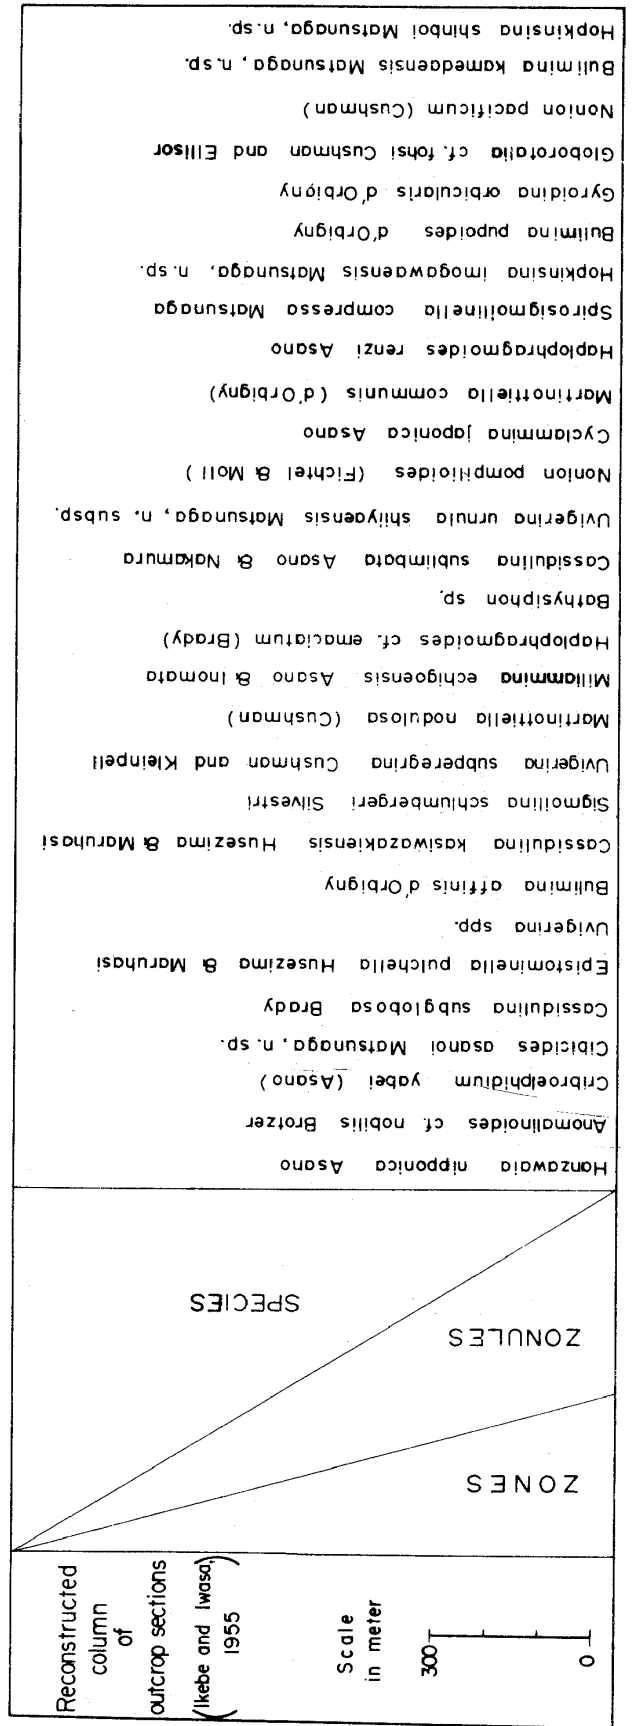 Reconstructed
column
of
outcrop sections
(Ikebe and Iwasa,
1955)
Scale
in meter
0
300
ZONES
ZONULES
SPECIES
Hanzawaia nipponica Asano
Anomalinoides cf. nobilis Brotzer
Cribroelphidium yabei (Asano)
Cibicides asanoi Matsunaga, n. sp.
Cassidulina subglobosa Brady
Epistominella pulchella Husezima & Maruhasi
Uvigerina spp.
Bulimina affinis d'Orbigny
Cassidulina kasiwazakiensis Husezima & Maruhasi
Sigmoilina schlumbergeri Silvestri
Uvigerina subperegrina Cushman and Kleinpell
Martinottiella nodulosa (Cushman)
Miliammina echigoensis Asano & Inomata
Haplophragmoides cf. emaciatum (Brady)
Bathysiphon sp.
Cassidulina sublimbata Asano & Nakamura
Uvigerina urnula shiiyaensis Matsunaga, n. subsp.
Nonion pompilioides (Fichtel & Moll)
Cyclammina japonica Asano
Martinottiella communis (d'Orbigny)
Haplophragmoides renzi Asano
Spirosigmoilinella compressa Matsunaga
Hopkinsina imogawaensis Matsunaga, n. sp.
Bulimina pupoides d'Orbigny
Gyroidina orbicularis d'Orbigny
Globorotalia cf. fohsi Cushman and Ellisor
Nonion pacificum (Cushman)
Bulimina kamedaensis Matsunaga, n. sp.
Hopkinsina shinboi Matsunaga, n. sp.